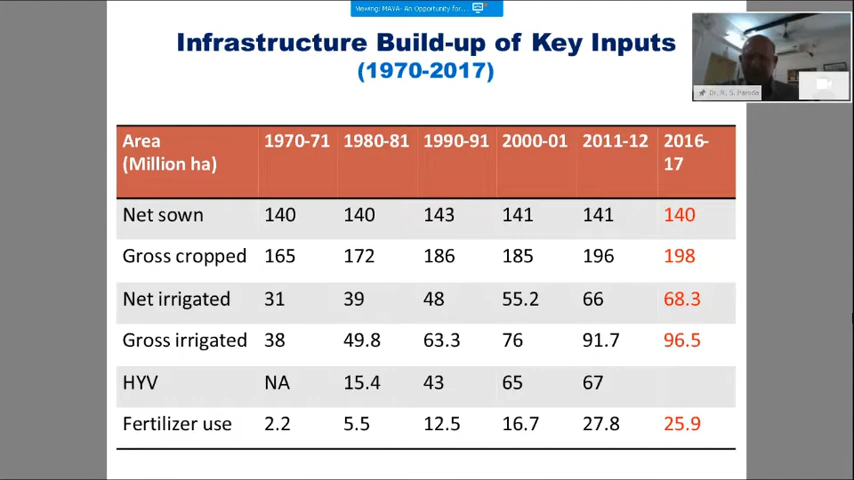 Viewing: MAYA- An Opportunity for...
Infrastructure Build-up of Key Inputs
(1970-2017)
Dr. R. S. Paroda
Area (Million ha) 1970-71 1980-81 1990-91 2000-01 2011-12 2016-17
Net sown 140 140 143 141 141 140
Gross cropped 165 172 186 185 196 198
Net irrigated 31 39 48 55.2 66 68.3
Gross irrigated 38 49.8 63.3 76 91.7 96.5
HYV NA 15.4 43 65 67
Fertilizer use 2.2 5.5 12.5 16.7 27.8 25.9